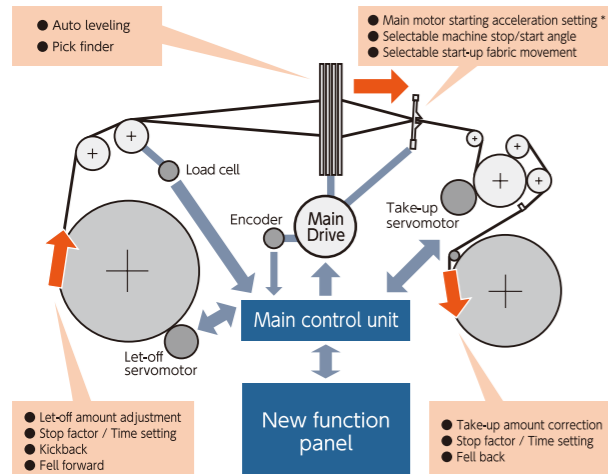 ● Auto leveling
● Pick finder
● Main motor starting acceleration setting *
● Selectable machine stop/start angle
● Selectable start-up fabric movement
Load cell
Encoder
Main
Drive
Take-up
servomotor
Main control unit
Let-off
servomotor
New function
panel
● Let-off amount adjustment
● Stop factor / Time setting
● Kickback
● Fell forward
● Take-up amount correction
● Stop factor / Time setting
● Fell back